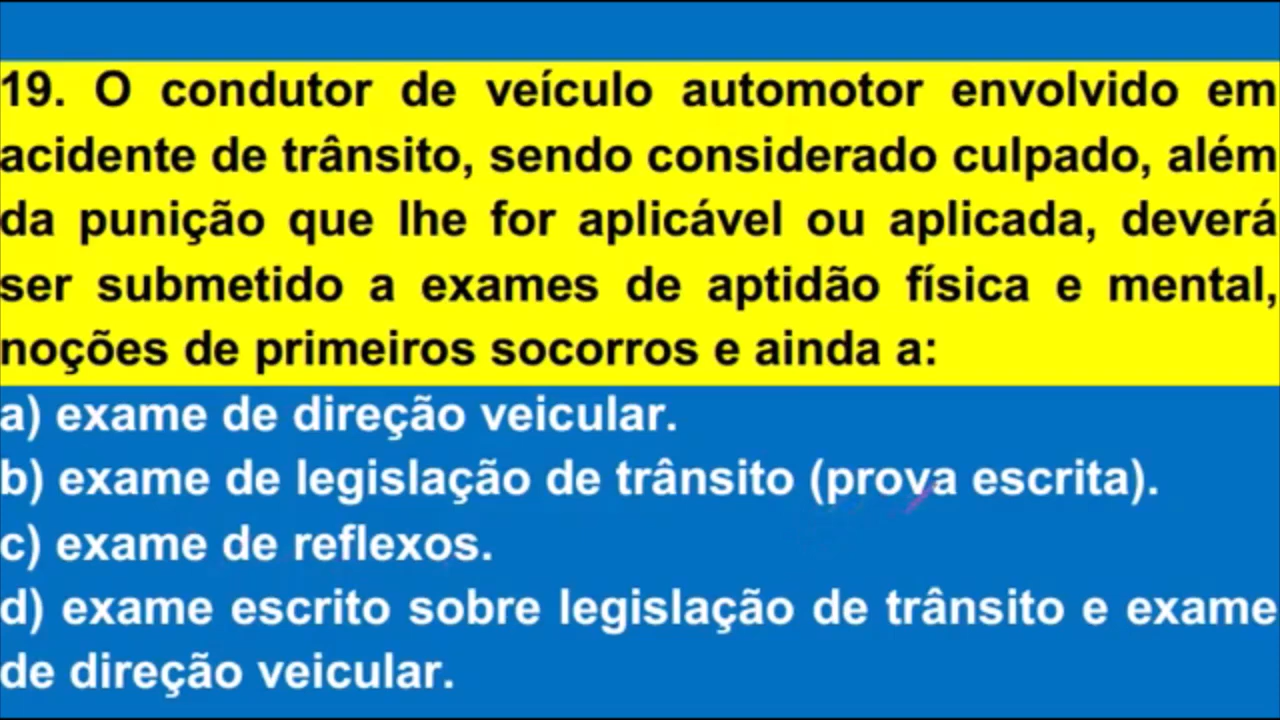 19. O condutor de veículo automotor envolvido em
acidente de trânsito, sendo considerado culpado, além
da punição que lhe for aplicável ou aplicada, deverá
ser submetido a exames de aptidão física e mental,
noções de primeiros socorros e ainda a:
a) exame de direção veicular.
b) exame de legislação de trânsito (prova escrita).
c) exame de reflexos.
d) exame escrito sobre legislação de trânsito e exame
de direção veicular.